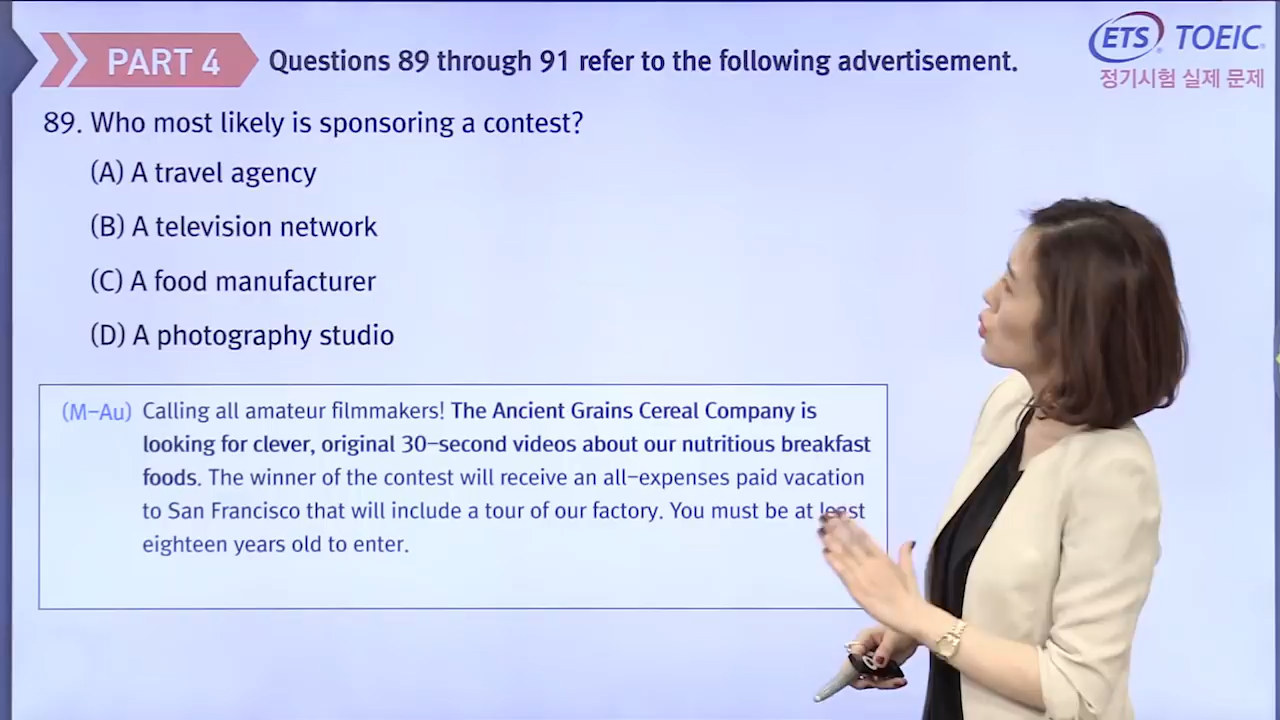 PART 4
Questions 89 through 91 refer to the following advertisement.
ETS TOEIC
정기시험 실제 문제
89. Who most likely is sponsoring a contest?
(A) A travel agency
(B) A television network
(C) A food manufacturer
(D) A photography studio
(M-Au) Calling all amateur filmmakers! The Ancient Grains Cereal Company is
looking for clever, original 30-second videos about our nutritious breakfast
foods. The winner of the contest will receive an all-expenses paid vacation
to San Francisco that will include a tour of our factory. You must be at least
eighteen years old to enter.